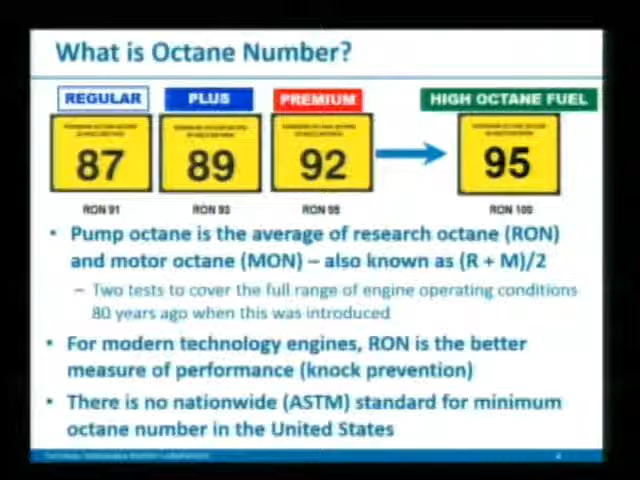 What is Octane Number?
REGULAR PLUS PREMIUM HIGH OCTANE FUEL
87 89 92 95
RON 91 RON 93 RON 100
• Pump octane is the average of research octane (RON)
and motor octane (MON) – also known as (R + M)/2
– Two tests to cover the full range of engine operating conditions
80 years ago when this was introduced
• For modern technology engines, RON is the better
measure of performance (knock prevention)
• There is no nationwide (ASTM) standard for minimum
octane number in the United States